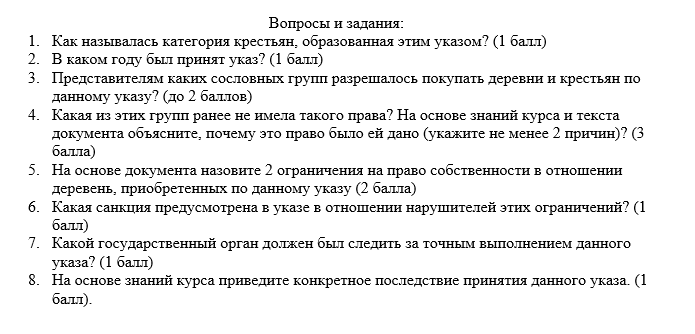 Вопросы и задания:
1. Как называлась категория крестьян, образованная этим указом? (1 балл)
2. В каком году был принят указ? (1 балл)
3. Представителям каких сословных групп разрешалось покупать деревни и крестьян по
данному указу? (до 2 баллов)
4. Какая из этих групп ранее не имела такого права? На основе знаний курса и текста
документа объясните, почему это право было ей дано (укажите не менее 2 причин)? (3
балла)
5. На основе документа назовите 2 ограничения на право собственности в отношении
деревень, приобретенных по данному указу (2 балла)
6. Какая санкция предусмотрена в указе в отношении нарушителей этих ограничений? (1
балл)
7. Какой государственный орган должен был следить за точным выполнением данного
указа? (1 балл)
8. На основе знаний курса приведите конкретное последствие принятия данного указа. (1
балл).